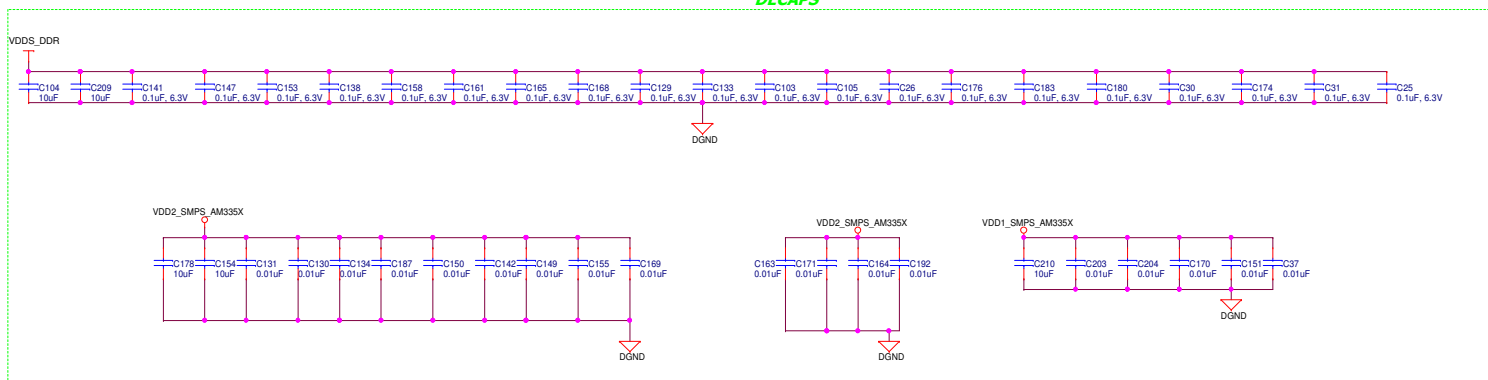 DECAPS
VDDS_DDR
C104 C209 C141 C147 C153 C138 C158 C161 C165 C168 C129 C133 C103 C105 C26 C176 C183 C180 C30 C174 C31 C25
10uF 10uF 0.1uF, 6.3V 0.1uF, 6.3V 0.1uF, 6.3V 0.1uF, 6.3V 0.1uF, 6.3V 0.1uF, 6.3V 0.1uF, 6.3V 0.1uF, 6.3V 0.1uF, 6.3V 0.1uF, 6.3V 0.1uF, 6.3V 0.1uF, 6.3V 0.1uF, 6.3V 0.1uF, 6.3V 0.1uF, 6.3V 0.1uF, 6.3V 0.1uF, 6.3V 0.1uF, 6.3V 0.1uF, 6.3V 0.1uF, 6.3V
DGND
VDD2_SMPS_AM335X VDD2_SMPS_AM335X VDD1_SMPS_AM335X
C178 C154 C131 C130 C134 C187 C150 C142 C149 C155 C169 C163 C171 C164 C192 C210 C203 C204 C170 C151 C37
10uF 10uF 0.01uF 0.01uF 0.01uF 0.01uF 0.01uF 0.01uF 0.01uF 0.01uF 0.01uF 0.01uF 0.01uF 0.01uF 0.01uF 10uF 0.01uF 0.01uF 0.01uF 0.01uF 0.01uF
DGND
DGND DGND